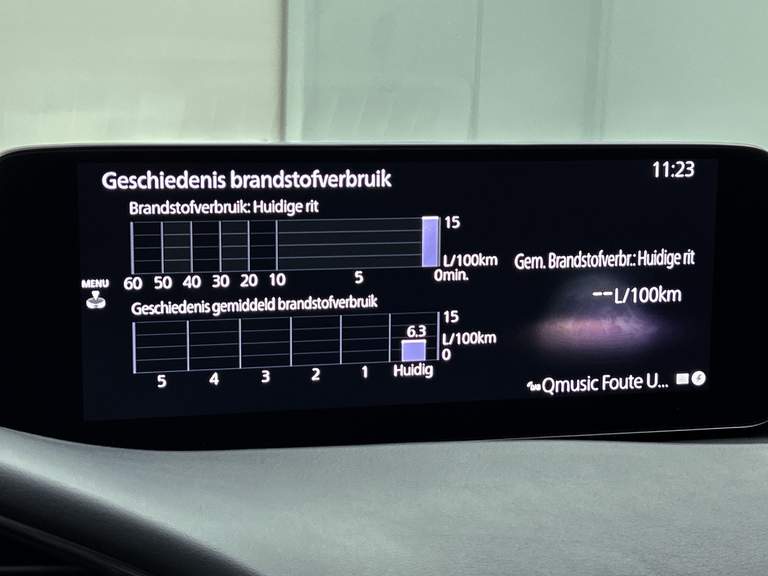 11:23
Geschiedenis brandstofverbruik
Brandstofverbruik: Huidige rit
15
L/100km
60 50 40 30 20 10 5 0min.
MENU
Gem. Brandstofverbr.: Huidige rit
--L/100km
Geschiedenis gemiddeld brandstofverbruik
15
6.3
L/100km
0
5 4 3 2 1 Huidig
Qmusic Foute U...